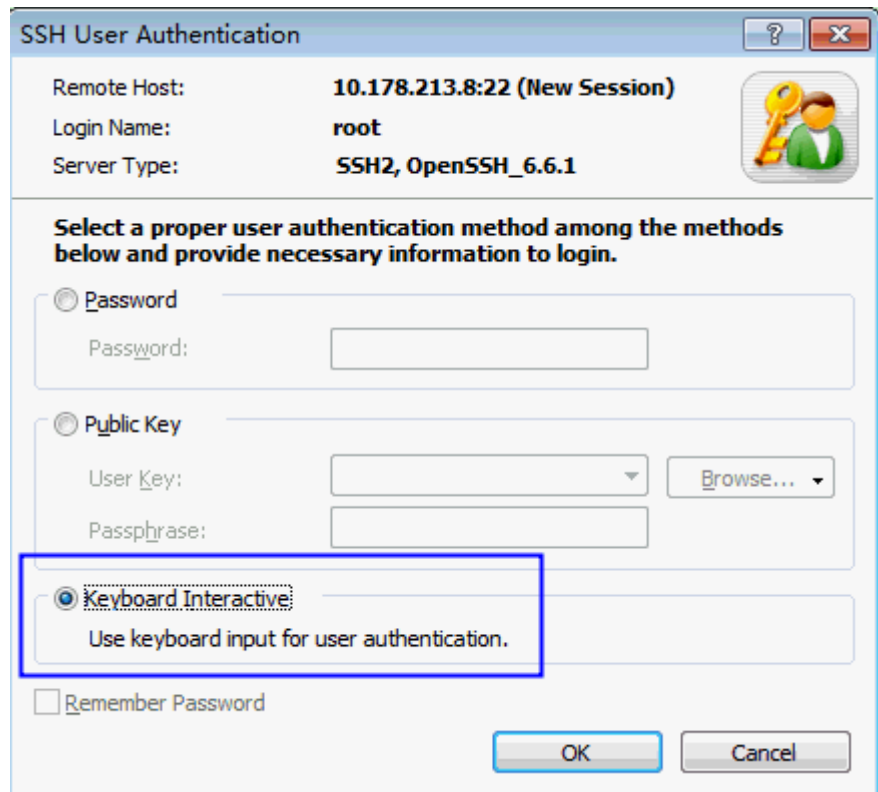 SSH User Authentication
Remote Host: 10.178.213.8:22 (New Session)
Login Name: root
Server Type: SSH2, OpenSSH_6.6.1
Select a proper user authentication method among the methods
below and provide necessary information to login.
Password
Password:
Public Key
User Key: Browse...
Passphrase:
Keyboard Interactive
Use keyboard input for user authentication.
Remember Password
OK Cancel